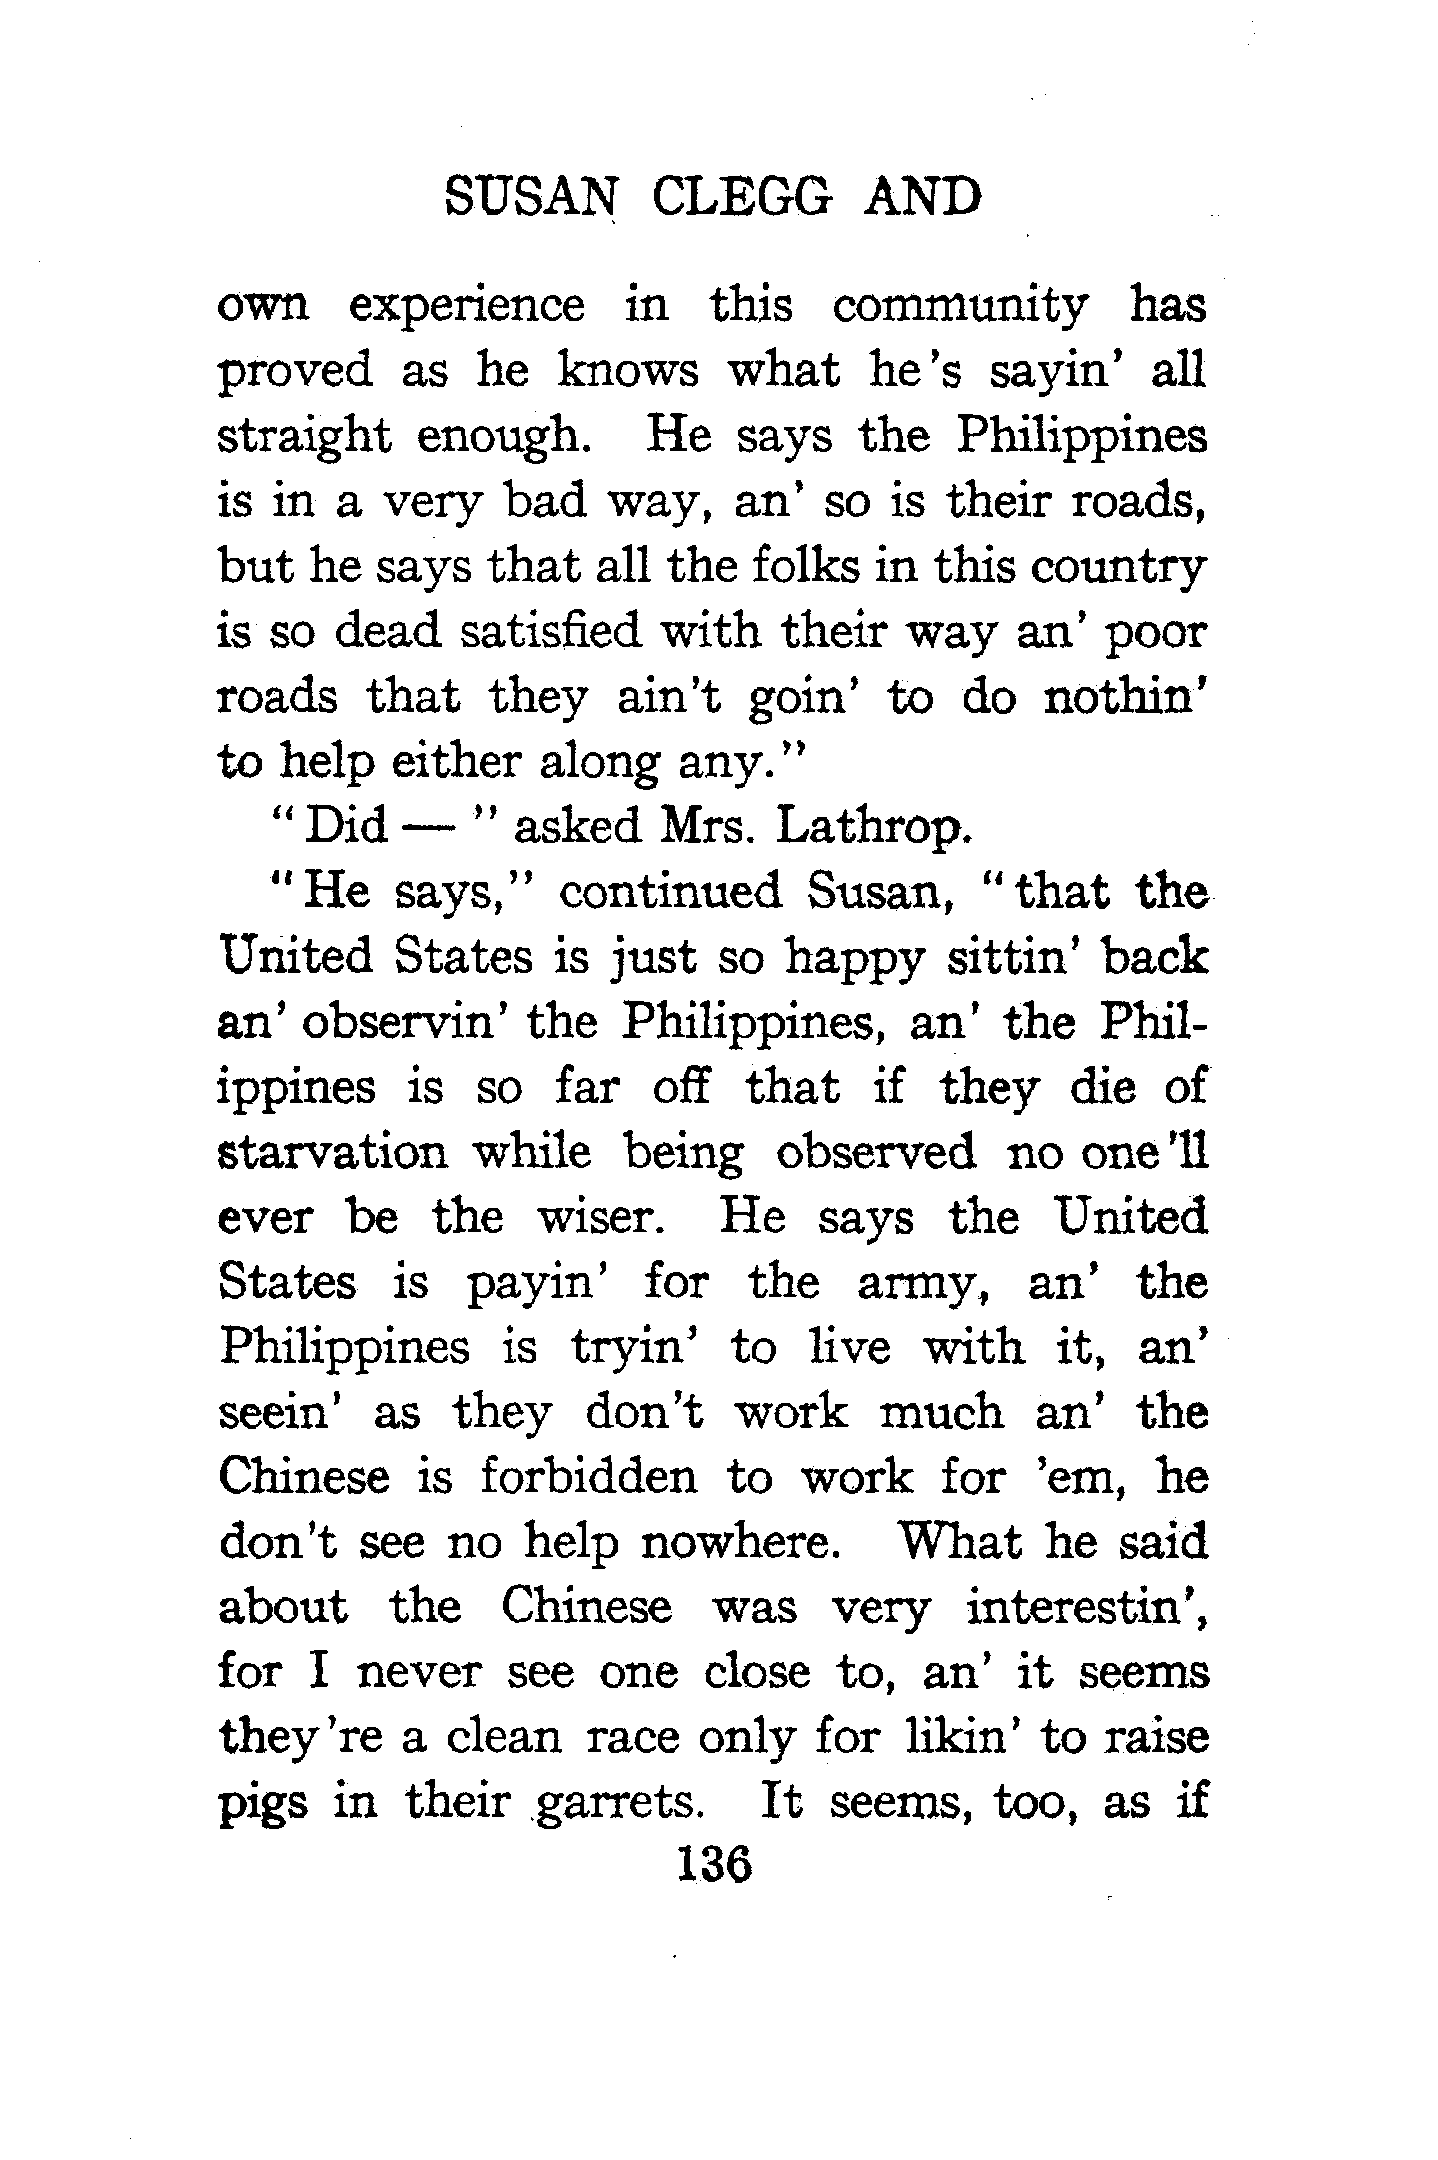 SUSAN CLEGG AND
own experience in this community has
proved as he knows what he's sayin' all
straight enough. He says the Philippines
is in a very bad way, an' so is their roads,
but he says that all the folks in this country
is so dead satisfied with their way an' poor
roads that they ain't goin' to do nothin'
to help either along any."
"Did — " asked Mrs. Lathrop.
"He says," continued Susan, "that the
United States is just so happy sittin' back
an' observin' the Philippines, an' the Phil-
ippines is so far off that if they die of
starvation while being observed no one'll
ever be the wiser. He says the United
States is payin' for the army, an' the
Philippines is tryin' to live with it, an'
seein' as they don't work much an' the
Chinese is forbidden to work for 'em, he
don't see no help nowhere. What he said
about the Chinese was very interestin',
for I never see one close to, an' it seems
they're a clean race only for likin' to raise
pigs in their garrets. It seems, too, as if
136